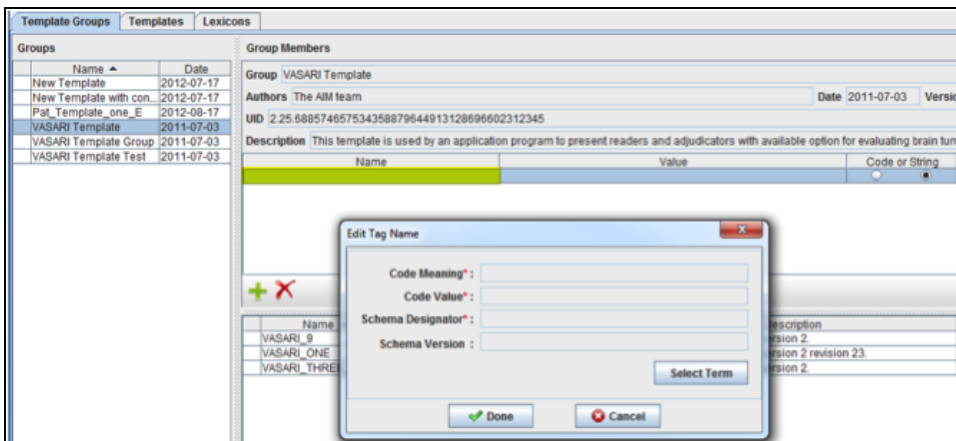 Template Groups Templates Lexicons
Groups
Name Date
New Template 2012-07-17
New Template with con... 2012-07-17
Pat_Template_one_E 2012-08-17
VASARI Template 2011-07-03
VASARI Template Group 2011-07-03
VASARI Template Test 2011-07-03
Group Members
Group VASARI Template
Authors The AIM team Date 2011-07-03 Versio
UID 2.25.688574657534358879644913128696602312345
Description This template is used by an application program to present readers and adjudicators with available option for evaluating brain tum
Name Value Code or String
Edit Tag Name
Code Meaning* :
Code Value* :
Schema Designator* :
Schema Version :
Select Term
Done Cancel
Name escription
VASARI_9 rsion 2.
VASARI_ONE rsion 2 revision 23.
VASARI_THREE rsion 2.